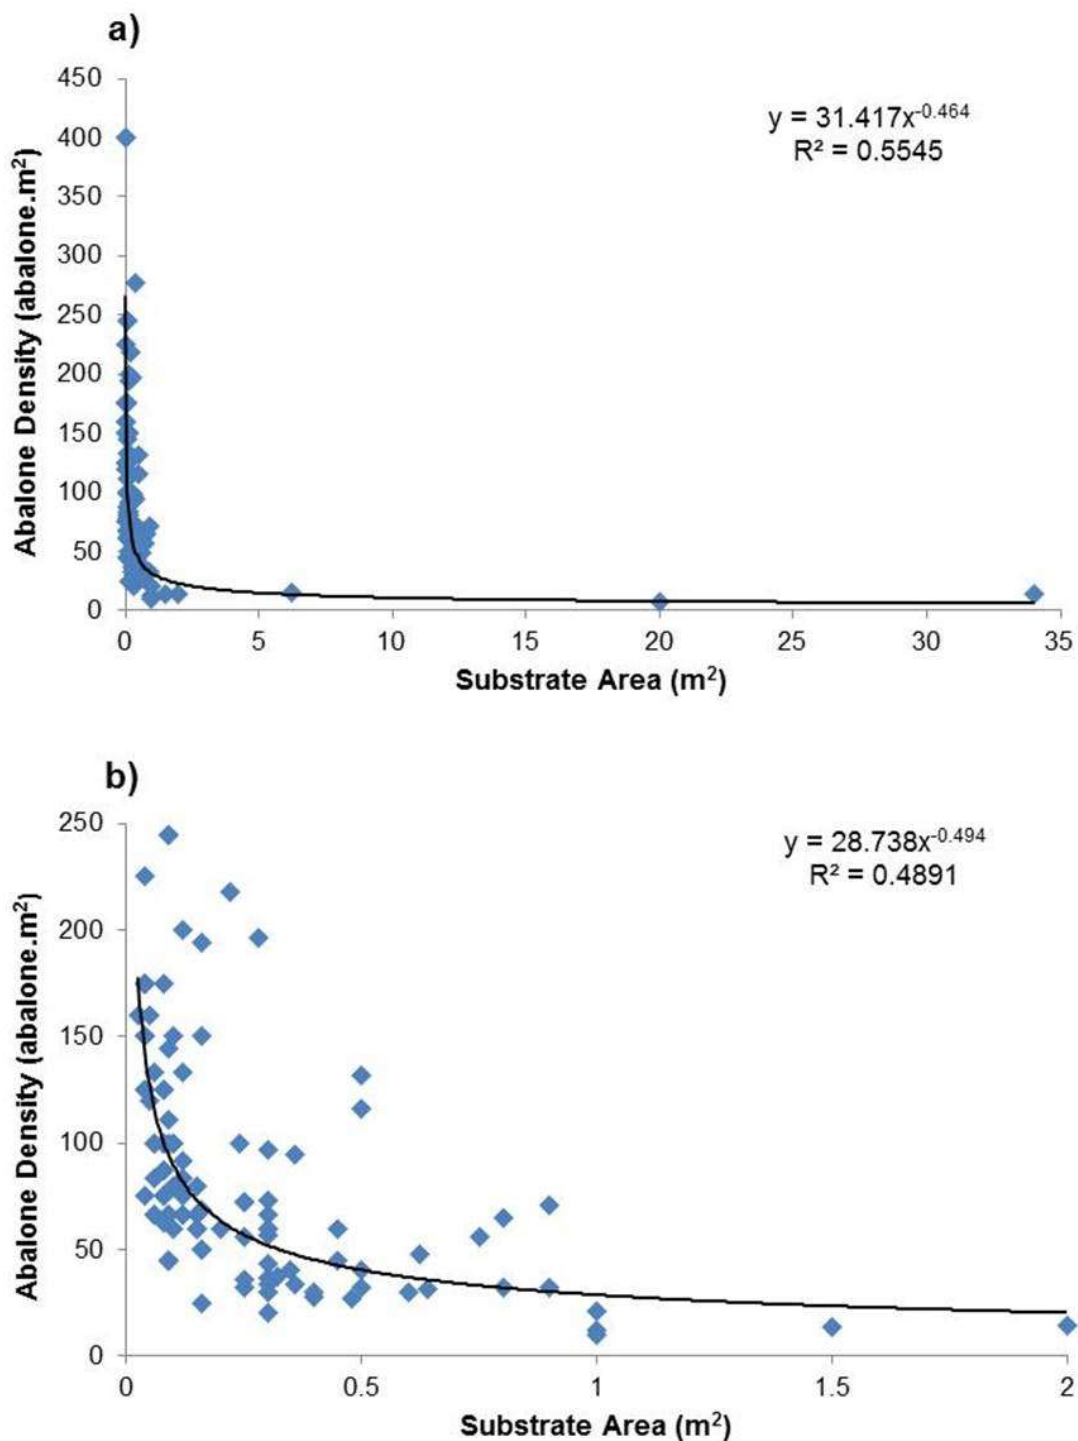 a)
450
400
350
300
250
200
150
100
50
0
Abalone Density (abalone.m²)
y = 31.417x⁻⁰·⁴⁶⁴
R² = 0.5545
0 5 10 15 20 25 30 35
Substrate Area (m²)
b)
250
200
150
100
50
0
Abalone Density (abalone.m²)
y = 28.738x⁻⁰·⁴⁹⁴
R² = 0.4891
0 0.5 1 1.5 2
Substrate Area (m²)